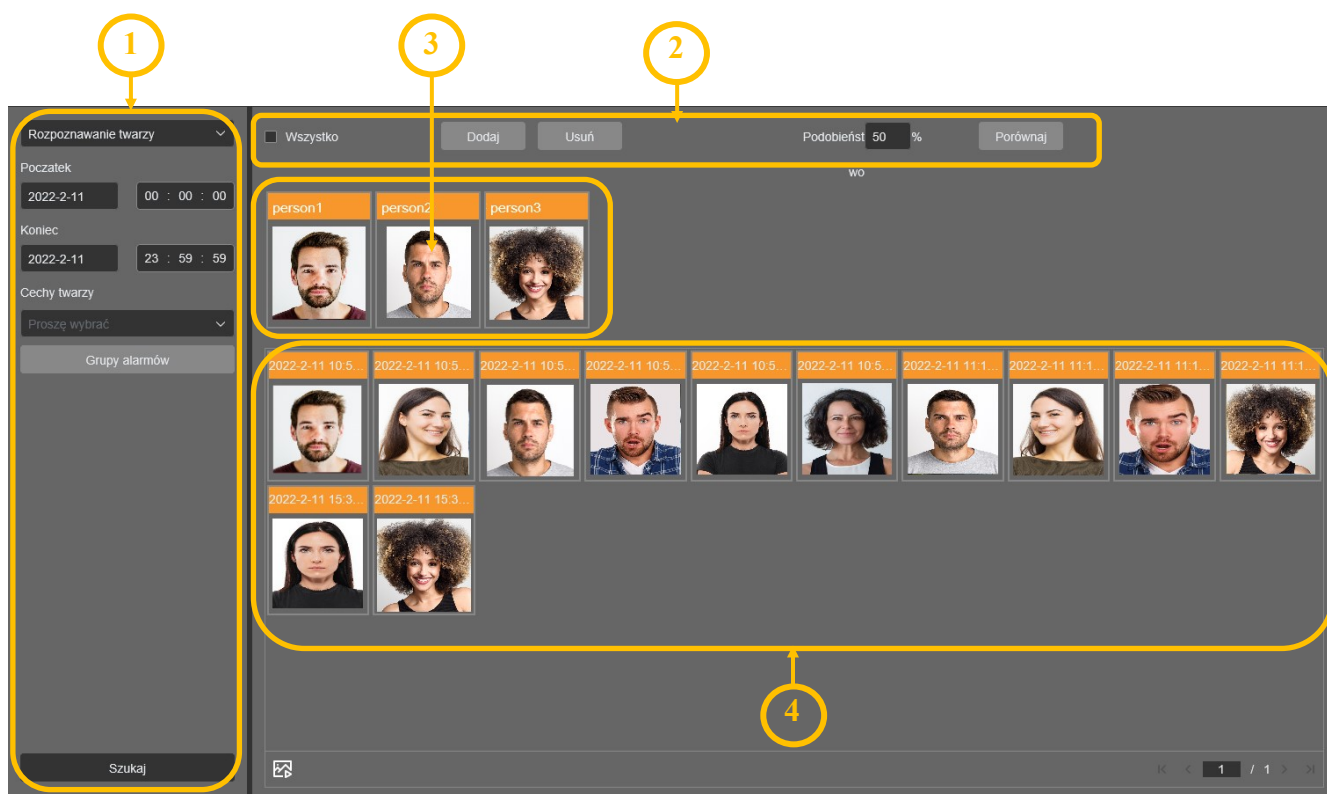 1
3
2
Rozpoznawanie twarzy
Początek
2022-2-11 00 : 00 : 00
Koniec
2022-2-11 23 : 59 : 59
Cechy twarzy
Proszę wybrać
Grupy alarmów
Szukaj
Wszystko Dodaj Usuń Podobieńst 50 % Porównaj
wo
person1 person2 person3
2022-2-11 10:5... 2022-2-11 10:5... 2022-2-11 10:5... 2022-2-11 10:5... 2022-2-11 10:5... 2022-2-11 10:5... 2022-2-11 11:1... 2022-2-11 11:1... 2022-2-11 11:1... 2022-2-11 11:1...
2022-2-11 15:3... 2022-2-11 15:3...
4
1 / 1